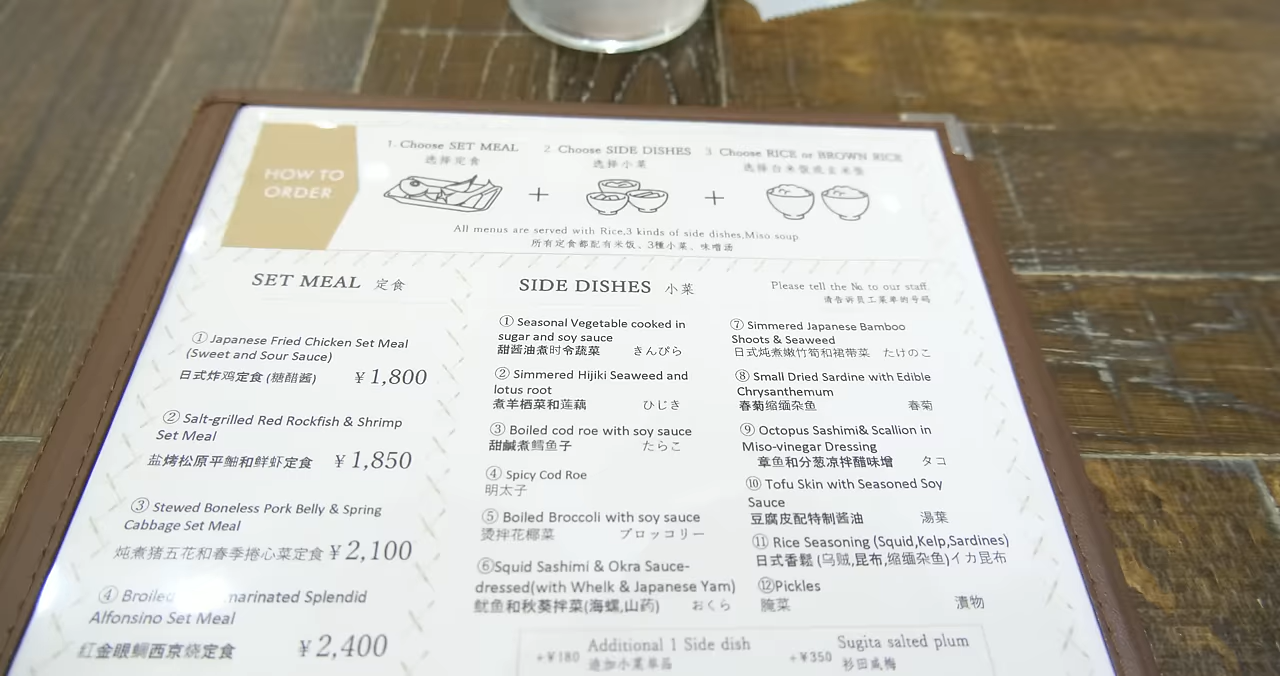 HOW TO
ORDER
1. Choose SET MEAL
选择定食
2 Choose SIDE DISHES
选择小菜
3 Choose RICE or BROWN RICE
选择白米饭或玄米饭
All menus are served with Rice,3 kinds of side dishes,Miso soup
所有定食都配有米饭、3種小菜、味噌汤
SET MEAL 定食
① Japanese Fried Chicken Set Meal
(Sweet and Sour Sauce)
日式炸鸡定食 (糖醋酱) ¥ 1,800
② Salt-grilled Red Rockfish & Shrimp
Set Meal
盐烤松原平鲉和鲜虾定食 ¥ 1,850
③ Stewed Boneless Pork Belly & Spring
Cabbage Set Meal
炖煮猪五花和春季捲心菜定食 ¥ 2,100
④ Broiled marinated Splendid
Alfonsino Set Meal
红金眼鲷西京烧定食 ¥ 2,400
SIDE DISHES 小菜
Please tell the № to our staff.
请告诉员工菜单的号码
① Seasonal Vegetable cooked in
sugar and soy sauce
甜酱油煮时令蔬菜 きんぴら
② Simmered Hijiki Seaweed and
lotus root
煮羊栖菜和莲藕 ひじき
③ Boiled cod roe with soy sauce
甜鹹煮鳕鱼子 たらこ
④ Spicy Cod Roe
明太子
⑤ Boiled Broccoli with soy sauce
烫拌花椰菜 ブロッコリー
⑥Squid Sashimi & Okra Sauce-
dressed(with Whelk & Japanese Yam)
鱿鱼和秋葵拌菜(海螺,山药) おくら
⑦ Simmered Japanese Bamboo
Shoots & Seaweed
日式炖煮嫩竹筍和裙带菜 たけのこ
⑧ Small Dried Sardine with Edible
Chrysanthemum
春菊缩缅杂鱼 春菊
⑨ Octopus Sashimi& Scallion in
Miso-vinegar Dressing
章鱼和分葱凉拌醋味增 タコ
⑩ Tofu Skin with Seasoned Soy
Sauce
豆腐皮配特制酱油 湯葉
⑪ Rice Seasoning (Squid,Kelp,Sardines)
日式香鬆 (乌贼,昆布,缩缅杂鱼)イカ昆布
⑫Pickles
腌菜 漬物
+¥180 Additional 1 Side dish
追加小菜单品
+¥350 Sugita salted plum
杉田咸梅